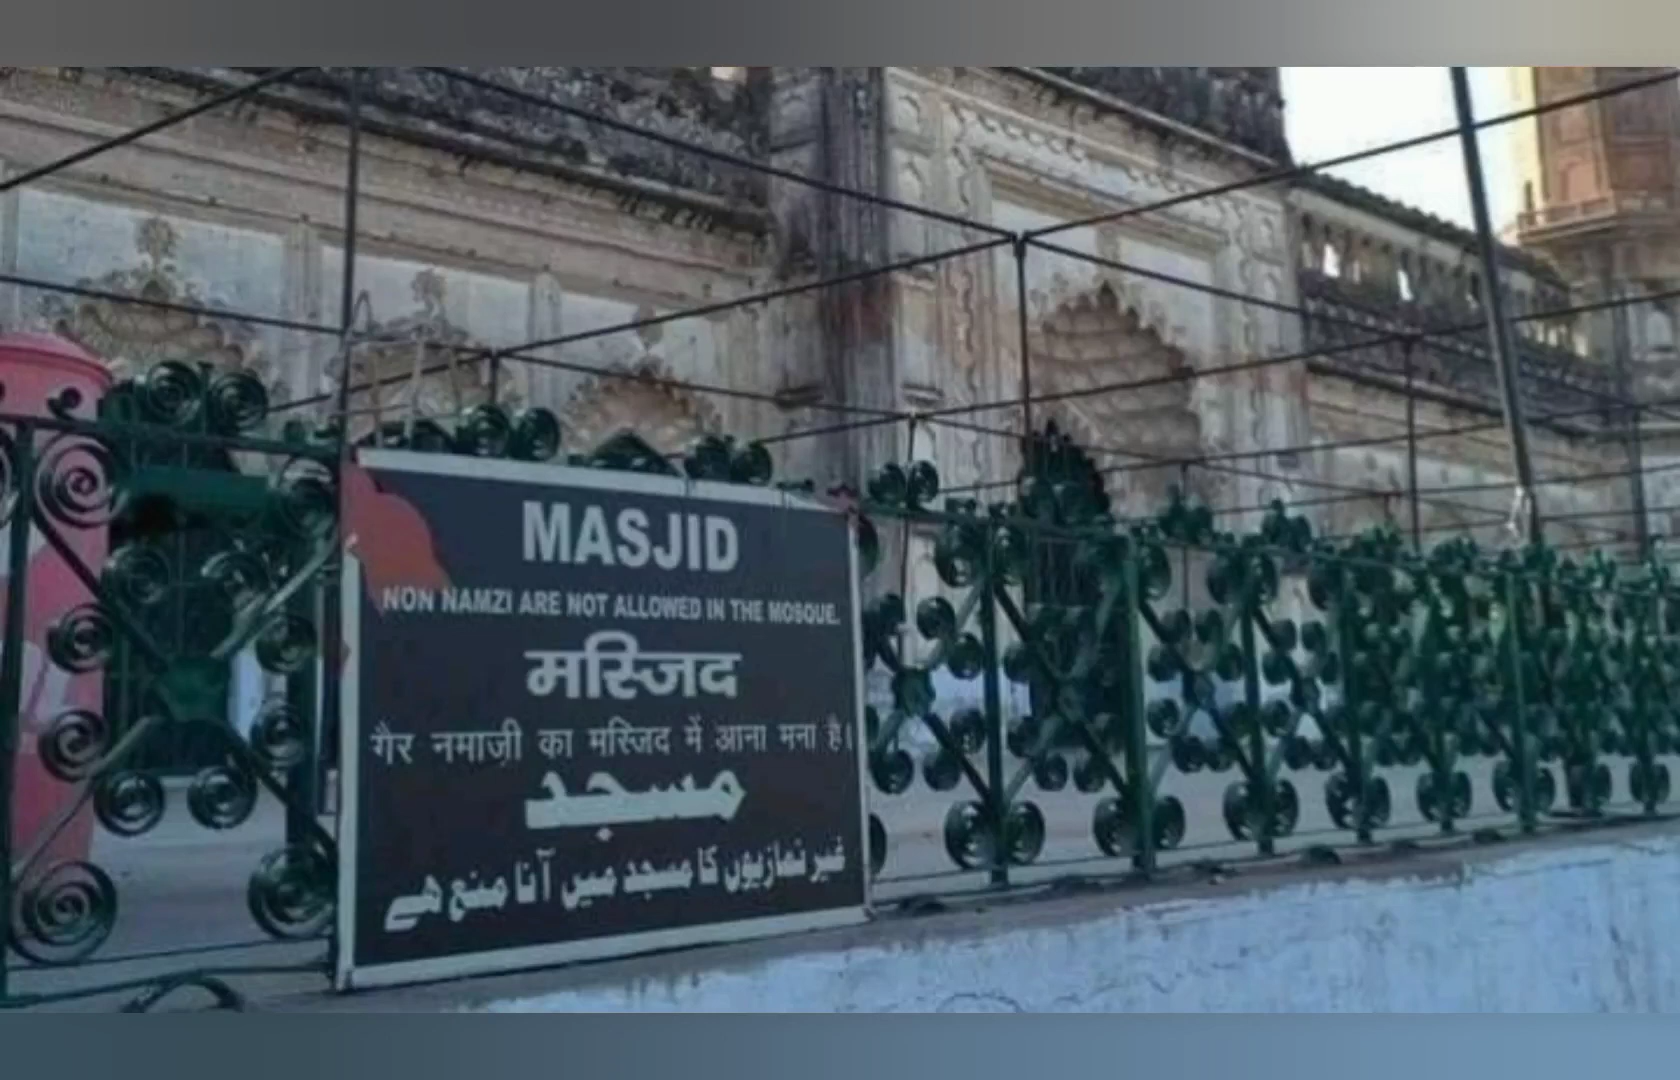 MASJID
NON NAMZI ARE NOT ALLOWED IN THE MOSQUE.
मस्जिद
गैर नमाज़ी का मस्जिद में आना मना है।
مسجد
غیر نمازیوں کا مسجد میں آنا منع ھے